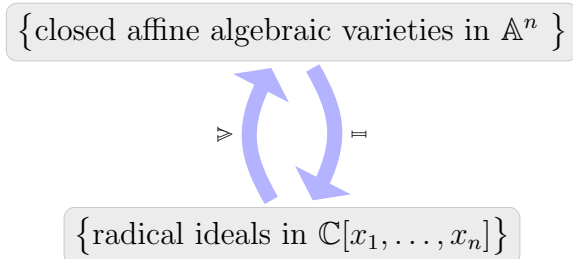 {closed affine algebraic varieties in 𝔸ⁿ }
𝕍 𝕀
{radical ideals in ℂ[x₁, . . . , xₙ]}